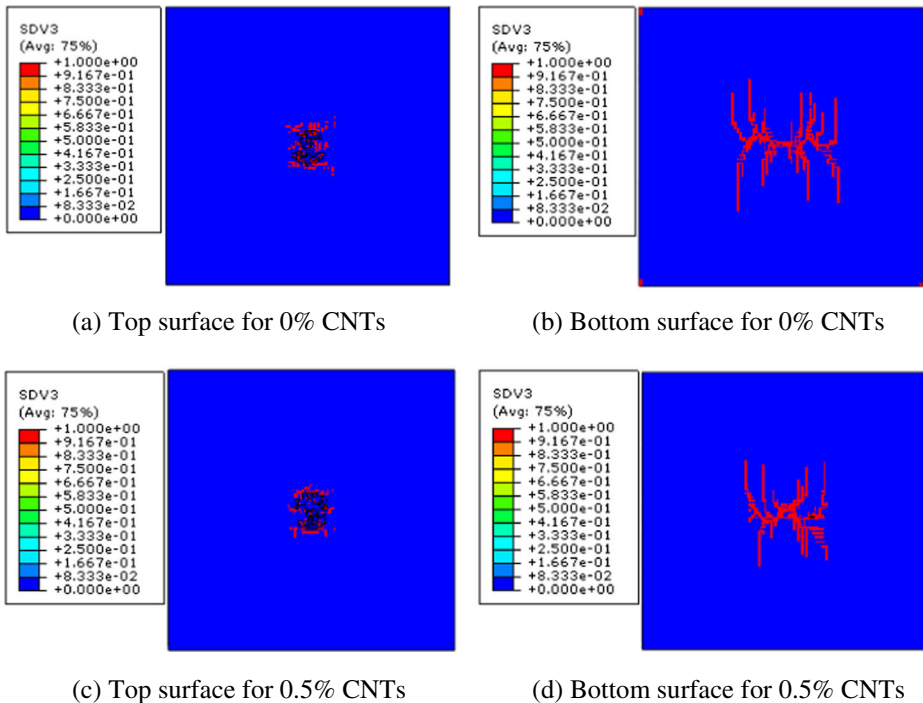 SDV3
(Avg: 75%)
+1.000e+00
+9.167e-01
+8.333e-01
+7.500e-01
+6.667e-01
+5.833e-01
+5.000e-01
+4.167e-01
+3.333e-01
+2.500e-01
+1.667e-01
+8.333e-02
+0.000e+00
SDV3
(Avg: 75%)
+1.000e+00
+9.167e-01
+8.333e-01
+7.500e-01
+6.667e-01
+5.833e-01
+5.000e-01
+4.167e-01
+3.333e-01
+2.500e-01
+1.667e-01
+8.333e-02
+0.000e+00
(a) Top surface for 0% CNTs
(b) Bottom surface for 0% CNTs
SDV3
(Avg: 75%)
+1.000e+00
+9.167e-01
+8.333e-01
+7.500e-01
+6.667e-01
+5.833e-01
+5.000e-01
+4.167e-01
+3.333e-01
+2.500e-01
+1.667e-01
+8.333e-02
+0.000e+00
SDV3
(Avg: 75%)
+1.000e+00
+9.167e-01
+8.333e-01
+7.500e-01
+6.667e-01
+5.833e-01
+5.000e-01
+4.167e-01
+3.333e-01
+2.500e-01
+1.667e-01
+8.333e-02
+0.000e+00
(c) Top surface for 0.5% CNTs
(d) Bottom surface for 0.5% CNTs